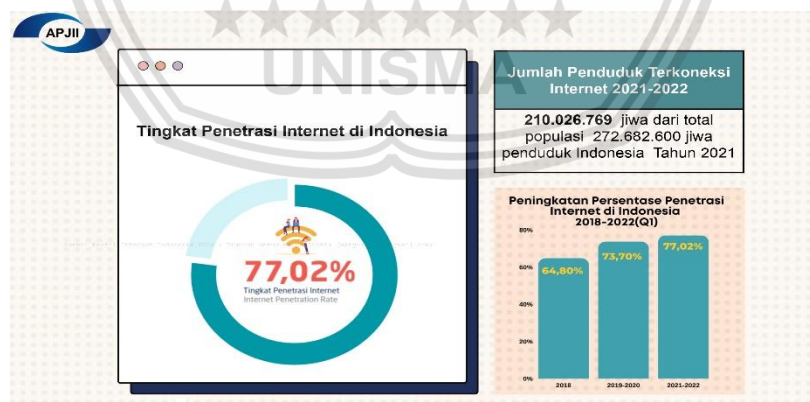 APJII
UNISMA
Tingkat Penetrasi Internet di Indonesia
77,02%
Tingkat Penetrasi Internet
Internet Penetration Rate
Jumlah Penduduk Terkoneksi
Internet 2021-2022
210.026.769 jiwa dari total
populasi 272.682.600 jiwa
penduduk Indonesia Tahun 2021
Peningkatan Persentase Penetrasi
Internet di Indonesia
2018-2022(Q1)
80%
60%
40%
20%
0%
64,80%
73,70%
77,02%
2018
2019-2020
2021-2022